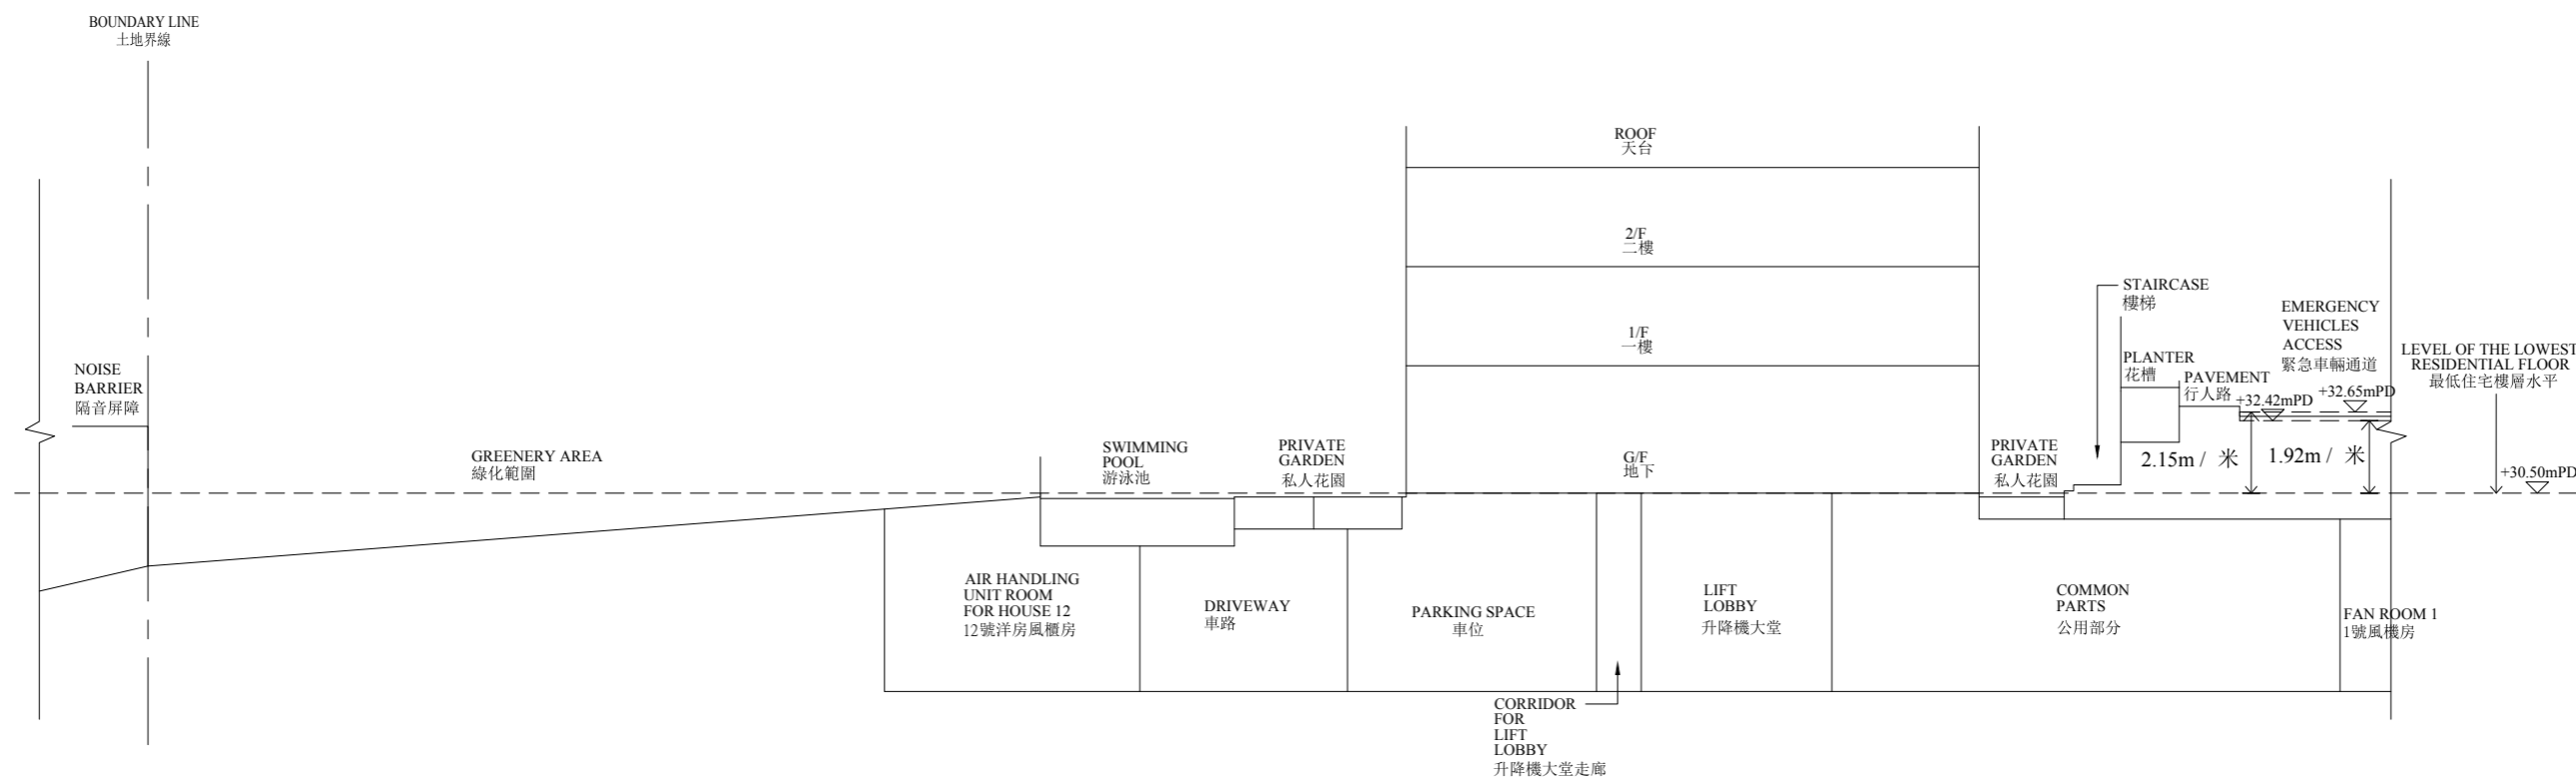 BOUNDARY LINE
土地界線
ROOF
天台
2/F
二樓
1/F
一樓
G/F
地下
NOISE
BARRIER
隔音屏障
GREENERY AREA
綠化範圍
SWIMMING
POOL
游泳池
PRIVATE
GARDEN
私人花園
PRIVATE
GARDEN
私人花園
STAIRCASE
樓梯
PLANTER
花槽
PAVEMENT
行人路
EMERGENCY
VEHICLES
ACCESS
緊急車輛通道
+32.42mPD
+32.65mPD
2.15m / 米
1.92m / 米
LEVEL OF THE LOWEST
RESIDENTIAL FLOOR
最低住宅樓層水平
+30.50mPD
AIR HANDLING
UNIT ROOM
FOR HOUSE 12
12號洋房風櫃房
DRIVEWAY
車路
PARKING SPACE
車位
LIFT
LOBBY
升降機大堂
COMMON
PARTS
公用部分
FAN ROOM 1
1號風機房
CORRIDOR
FOR
LIFT
LOBBY
升降機大堂走廊